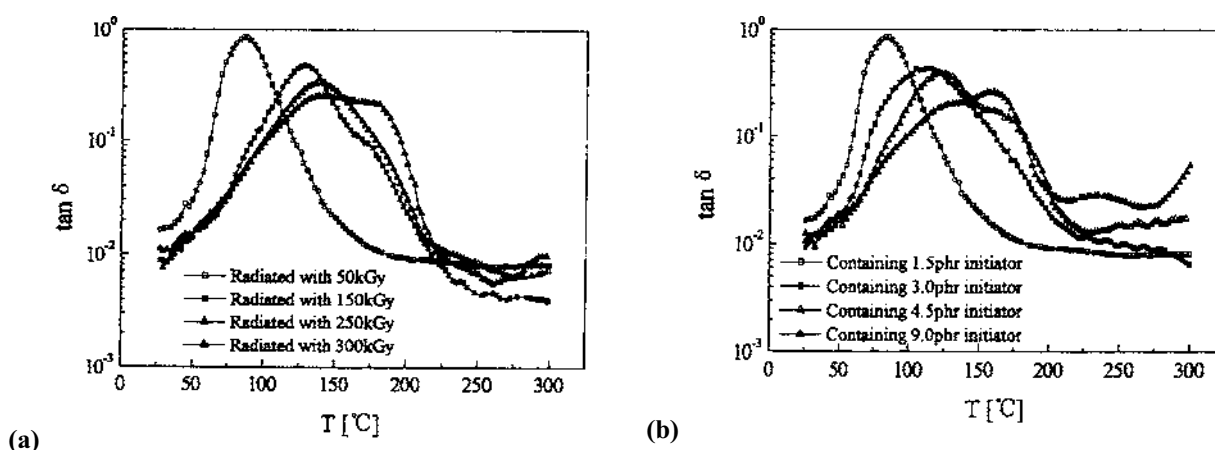 10⁰
10⁻¹
10⁻²
10⁻³
tan δ
Radiated with 50kGy
Radiated with 150kGy
Radiated with 250kGy
Radiated with 300kGy
0 50 100 150 200 250 300
T [℃]
(a)
10⁰
10⁻¹
10⁻²
10⁻³
tan δ
Containing 1.5phr initiator
Containing 3.0phr initiator
Containing 4.5phr initiator
Containing 9.0phr initiator
0 50 100 150 200 250 300
T [℃]
(b)